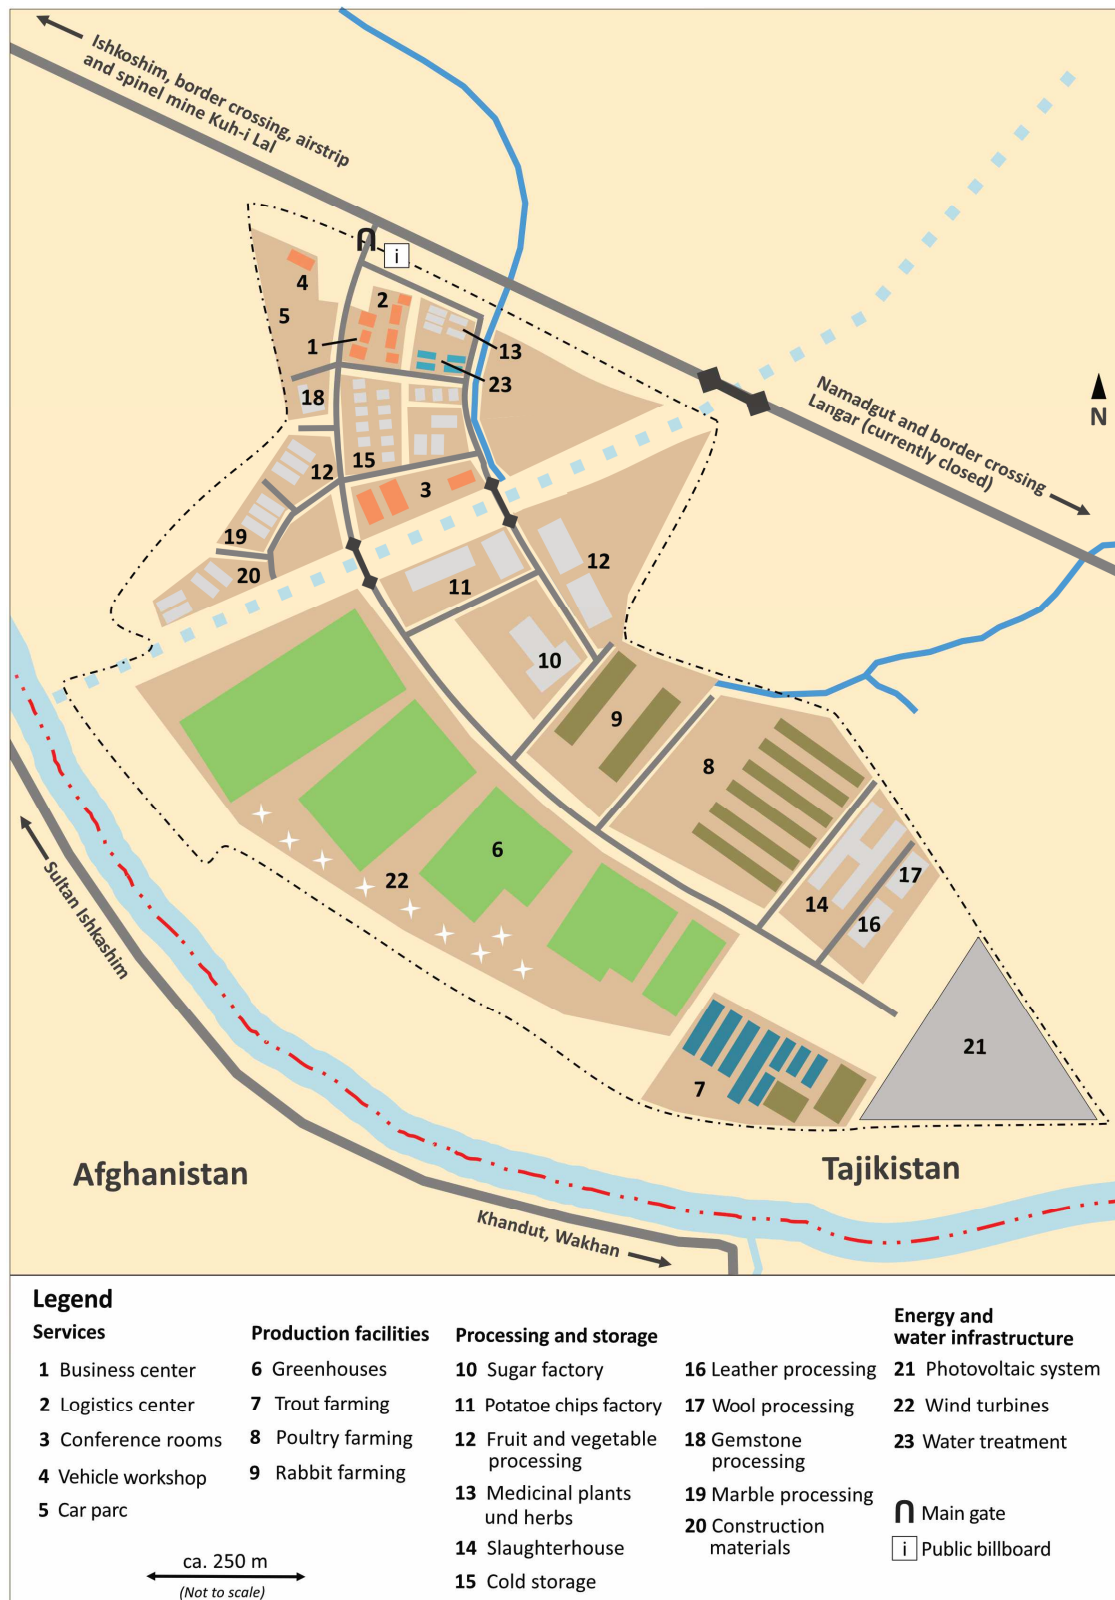 Ishkoshim, border crossing, airstrip
and spinel mine Kuh-i Lal
i
4
5
2
1
13
23
18
15
12
3
19
20
11
12
10
9
8
6
22
14
17
16
7
21
Namadgut and border crossing
Langar (currently closed)
N
Sultan Ishkashim
Afghanistan
Tajikistan
Khandut, Wakhan
Legend
Services
1 Business center
2 Logistics center
3 Conference rooms
4 Vehicle workshop
5 Car parc
ca. 250 m
(Not to scale)
Production facilities
6 Greenhouses
7 Trout farming
8 Poultry farming
9 Rabbit farming
Processing and storage
10 Sugar factory
11 Potatoe chips factory
12 Fruit and vegetable
processing
13 Medicinal plants
und herbs
14 Slaughterhouse
15 Cold storage
16 Leather processing
17 Wool processing
18 Gemstone
processing
19 Marble processing
20 Construction
materials
Energy and
water infrastructure
21 Photovoltaic system
22 Wind turbines
23 Water treatment
Main gate
i Public billboard